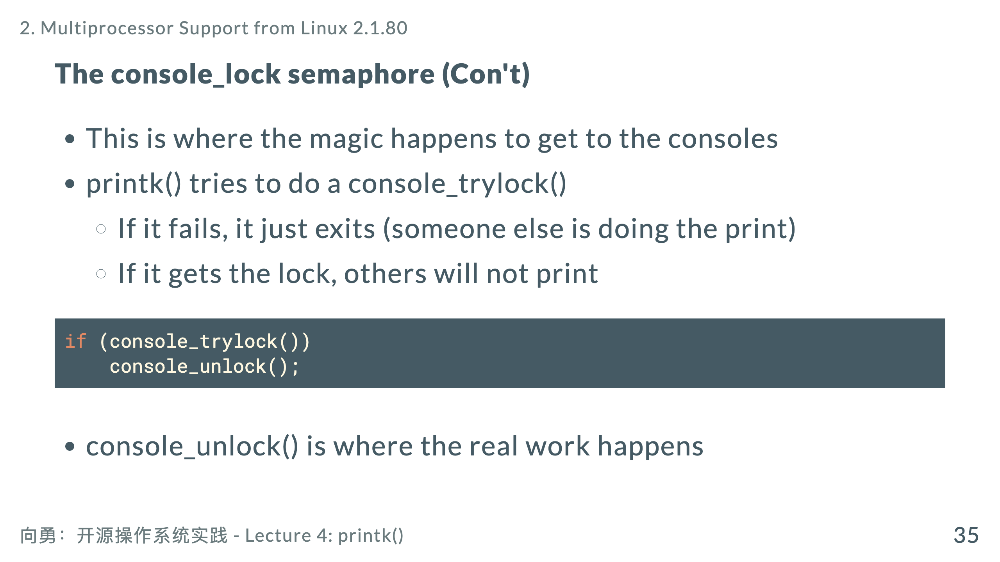 2. Multiprocessor Support from Linux 2.1.80
The console_lock semaphore (Con't)
• This is where the magic happens to get to the consoles
• printk() tries to do a console_trylock()
○ If it fails, it just exits (someone else is doing the print)
○ If it gets the lock, others will not print
if (console_trylock())
    console_unlock();
• console_unlock() is where the real work happens
向勇：开源操作系统实践 - Lecture 4: printk()
35